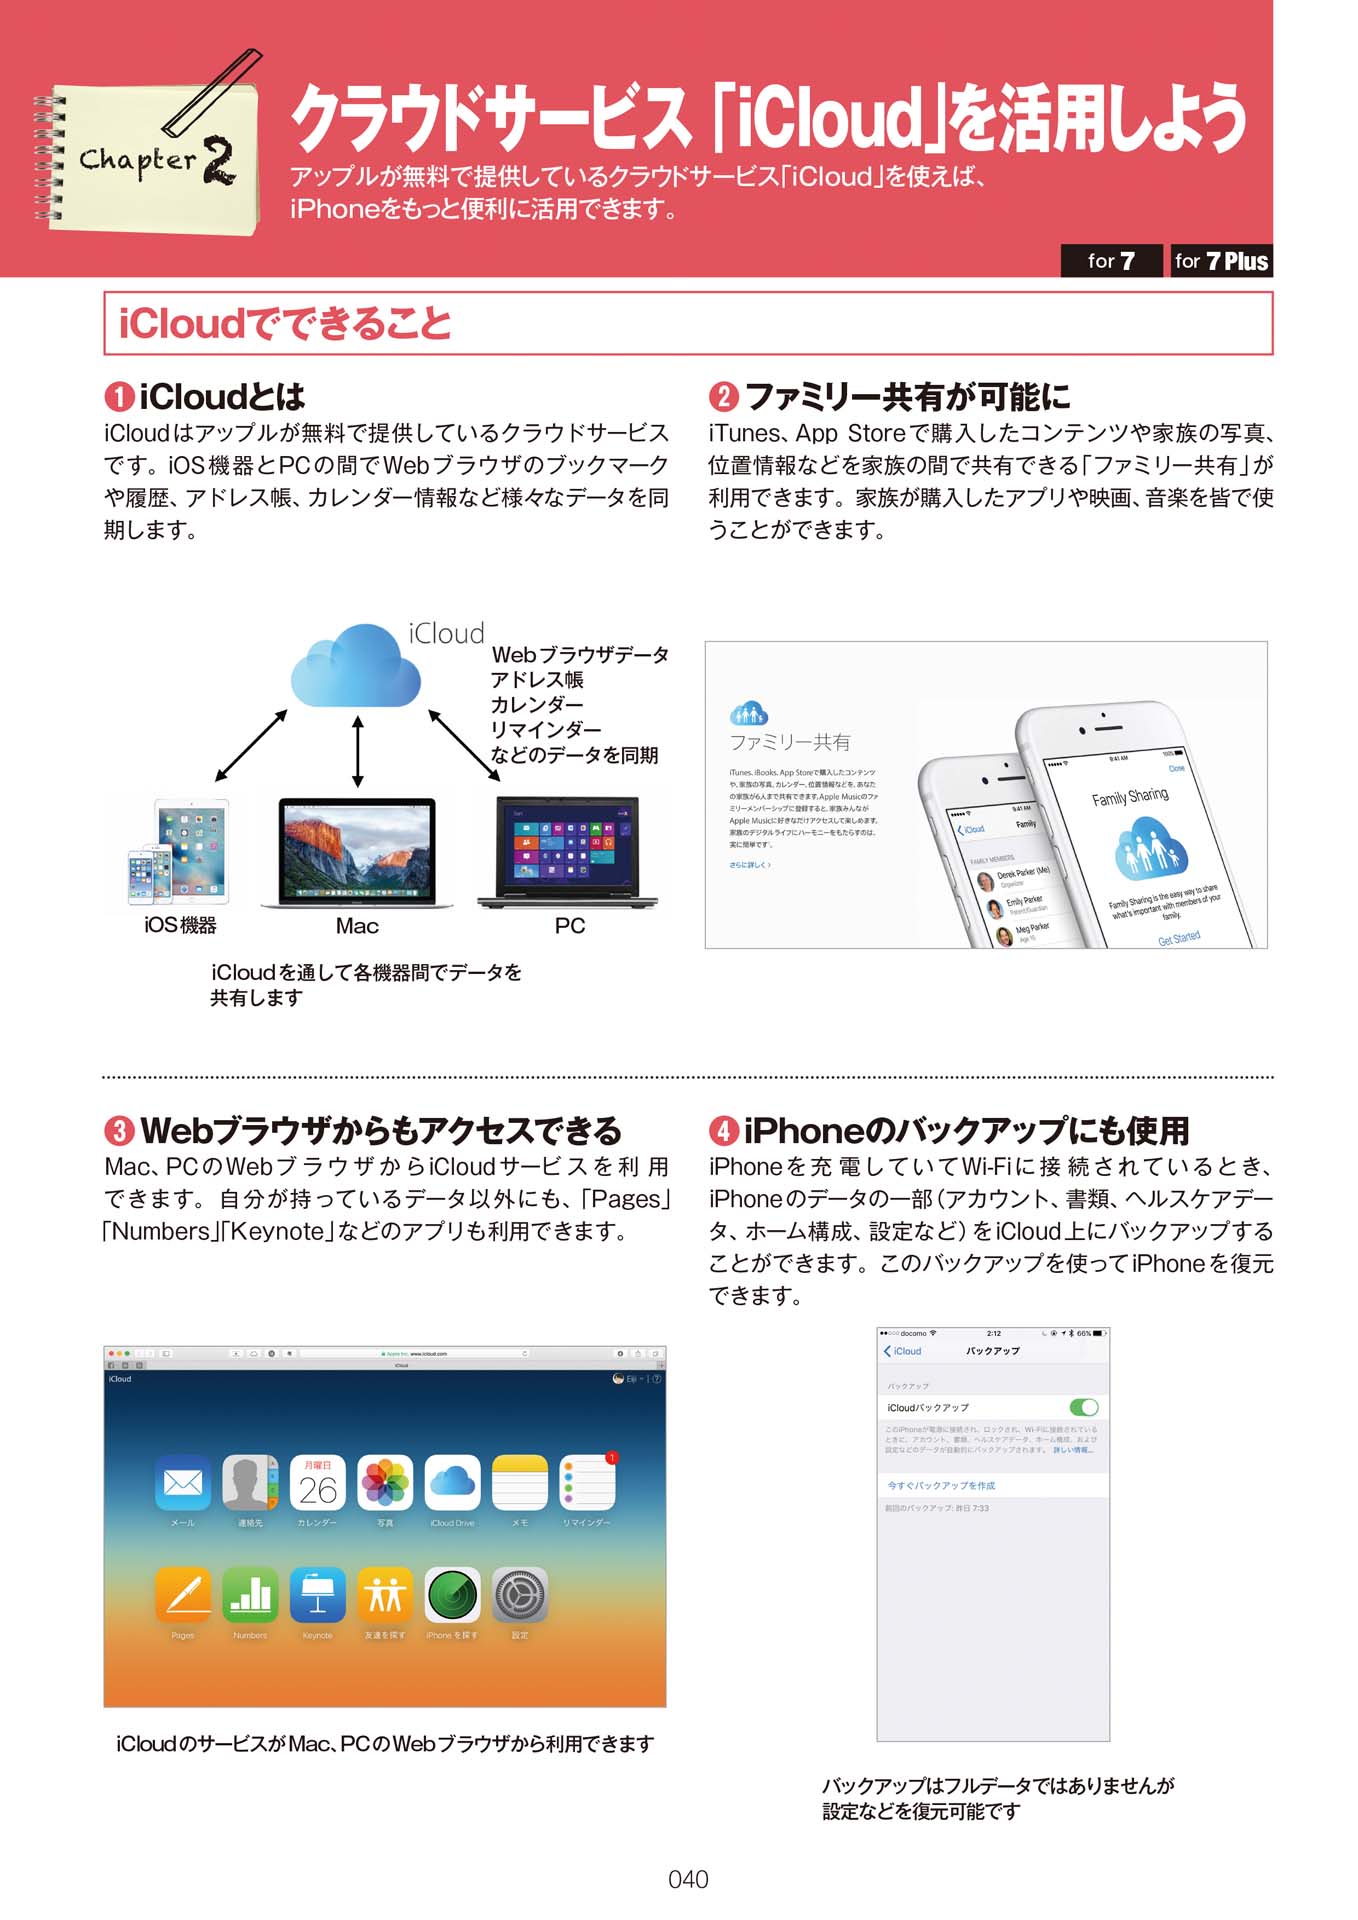 Chapter 2
クラウドサービス「iCloud」を活用しよう
アップルが無料で提供しているクラウドサービス「iCloud」を使えば、
iPhoneをもっと便利に活用できます。
for 7
for 7 Plus
iCloudでできること
❶iCloudとは
iCloudはアップルが無料で提供しているクラウドサービス
です。iOS機器とPCの間でWebブラウザのブックマーク
や履歴、アドレス帳、カレンダー情報など様々なデータを同
期します。
iCloud
Webブラウザデータ
アドレス帳
カレンダー
リマインダー
などのデータを同期
iOS機器
Mac
PC
iCloudを通して各機器間でデータを
共有します
❷ファミリー共有が可能に
iTunes、App Storeで購入したコンテンツや家族の写真、
位置情報などを家族の間で共有できる「ファミリー共有」が
利用できます。家族が購入したアプリや映画、音楽を皆で使
うことができます。
ファミリー共有
iTunes、iBooks、App Storeで購入したコンテンツ
や、家族の写真、カレンダー、位置情報などを、あなた
の家族が6人まで共有できます。Apple Musicのファ
ミリーメンバーシップに登録すると、家族みんなが
Apple Musicに好きなだけアクセスして楽しめます。
家族のデジタルライフにハーモニーをもたらすのは、
実に簡単です。
さらに詳しく›
9:41 AM
iCloud
Family
FAMILY MEMBERS
Derek Parker (Me)
Organizer
Emily Parker
Parent/Guardian
Meg Parker
Age 10
9:41 AM
100%
Close
Family Sharing
Family Sharing is the easy way to share
what's important with members of your
family.
Get Started
❸Webブラウザからもアクセスできる
Mac、PCのWebブラウザからiCloudサービスを利用
できます。自分が持っているデータ以外にも、「Pages」
「Numbers」「Keynote」などのアプリも利用できます。
Apple Inc. www.icloud.com
iCloud
iCloud
Eiji
月曜日
26
1
メール
連絡先
カレンダー
写真
iCloud Drive
メモ
リマインダー
Pages
Numbers
Keynote
友達を探す
iPhoneを探す
設定
iCloudのサービスがMac、PCのWebブラウザから利用できます
❹iPhoneのバックアップにも使用
iPhoneを充電していてWi-Fiに接続されているとき、
iPhoneのデータの一部(アカウント、書類、ヘルスケアデー
タ、ホーム構成、設定など)をiCloud上にバックアップする
ことができます。このバックアップを使ってiPhoneを復元
できます。
docomo
2:12
66%
iCloud
バックアップ
バックアップ
iCloudバックアップ
このiPhoneが電源に接続され、ロックされ、Wi-Fiに接続されている
ときに、アカウント、書類、ヘルスケアデータ、ホーム構成、および
設定などのデータが自動的にバックアップされます。 詳しい情報...
今すぐバックアップを作成
前回のバックアップ: 昨日 7:33
バックアップはフルデータではありませんが
設定などを復元可能です
040